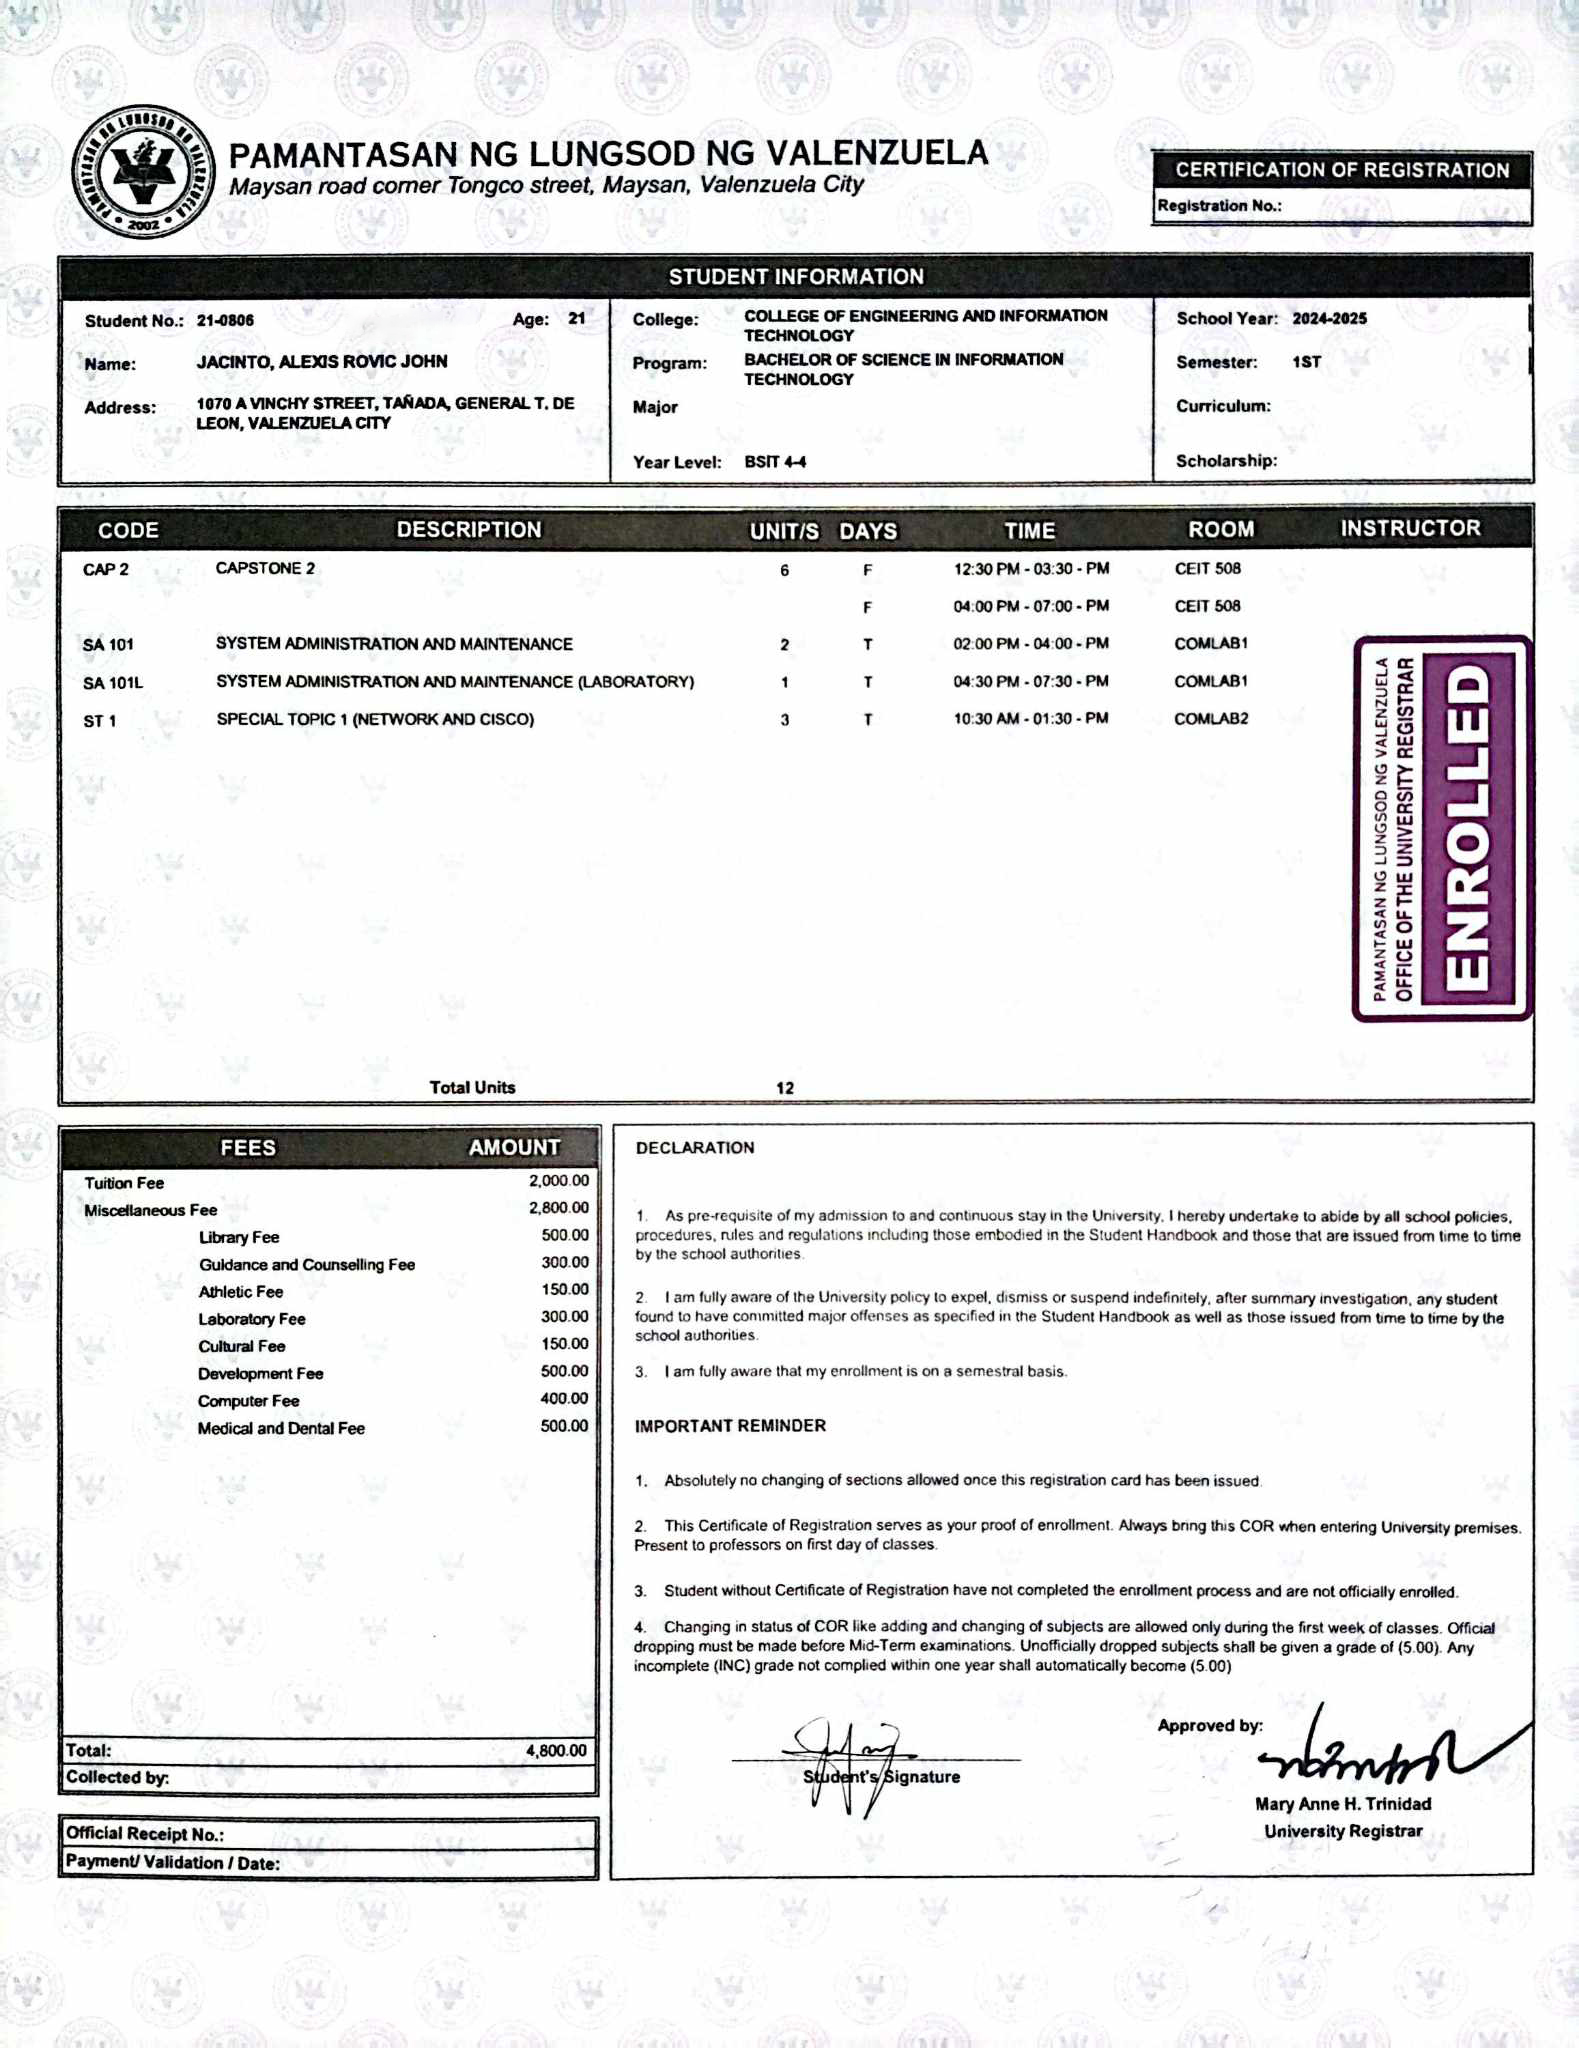 PAMANTASAN NG LUNGSOD NG VALENZUELA
2002
PAMANTASAN NG LUNGSOD NG VALENZUELA
Maysan road corner Tongco street, Maysan, Valenzuela City
CERTIFICATION OF REGISTRATION
Registration No.:
STUDENT INFORMATION
Student No.: 21-0806 Age: 21
Name: JACINTO, ALEXIS ROVIC JOHN
Address: 1070 A VINCHY STREET, TAÑADA, GENERAL T. DE
LEON, VALENZUELA CITY
College: COLLEGE OF ENGINEERING AND INFORMATION
TECHNOLOGY
Program: BACHELOR OF SCIENCE IN INFORMATION
TECHNOLOGY
Major
Year Level: BSIT 4-4
School Year: 2024-2025
Semester: 1ST
Curriculum:
Scholarship:
CODE DESCRIPTION UNIT/S DAYS TIME ROOM INSTRUCTOR
CAP 2 CAPSTONE 2 6 F 12:30 PM - 03:30 - PM CEIT 508
F 04:00 PM - 07:00 - PM CEIT 508
SA 101 SYSTEM ADMINISTRATION AND MAINTENANCE 2 T 02:00 PM - 04:00 - PM COMLAB1
SA 101L SYSTEM ADMINISTRATION AND MAINTENANCE (LABORATORY) 1 T 04:30 PM - 07:30 - PM COMLAB1
ST 1 SPECIAL TOPIC 1 (NETWORK AND CISCO) 3 T 10:30 AM - 01:30 - PM COMLAB2
PAMANTASAN NG LUNGSOD NG VALENZUELA
OFFICE OF THE UNIVERSITY REGISTRAR
ENROLLED
Total Units 12
FEES AMOUNT
Tuition Fee 2,000.00
Miscellaneous Fee 2,800.00
Library Fee 500.00
Guidance and Counselling Fee 300.00
Athletic Fee 150.00
Laboratory Fee 300.00
Cultural Fee 150.00
Development Fee 500.00
Computer Fee 400.00
Medical and Dental Fee 500.00
Total: 4,800.00
Collected by:
Official Receipt No.:
Payment/ Validation / Date:
DECLARATION
1. As pre-requisite of my admission to and continuous stay in the University, I hereby undertake to abide by all school policies,
procedures, rules and regulations including those embodied in the Student Handbook and those that are issued from time to time
by the school authorities.
2. I am fully aware of the University policy to expel, dismiss or suspend indefinitely, after summary investigation, any student
found to have committed major offenses as specified in the Student Handbook as well as those issued from time to time by the
school authorities.
3. I am fully aware that my enrollment is on a semestral basis.
IMPORTANT REMINDER
1. Absolutely no changing of sections allowed once this registration card has been issued.
2. This Certificate of Registration serves as your proof of enrollment. Always bring this COR when entering University premises.
Present to professors on first day of classes.
3. Student without Certificate of Registration have not completed the enrollment process and are not officially enrolled.
4. Changing in status of COR like adding and changing of subjects are allowed only during the first week of classes. Official
dropping must be made before Mid-Term examinations. Unofficially dropped subjects shall be given a grade of (5.00). Any
incomplete (INC) grade not complied within one year shall automatically become (5.00)
Student's Signature
Approved by:
Mary Anne H. Trinidad
University Registrar